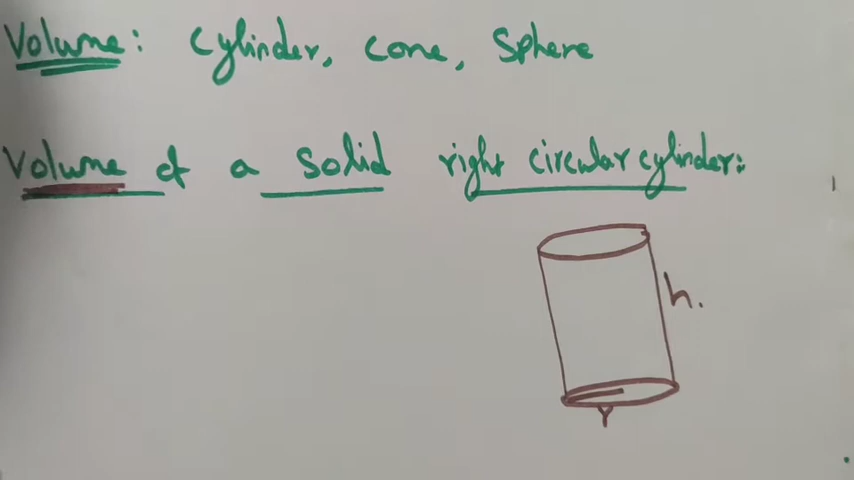 Volume: Cylinder, Cone, Sphere
Volume of a solid right circular cylinder:
h.
r